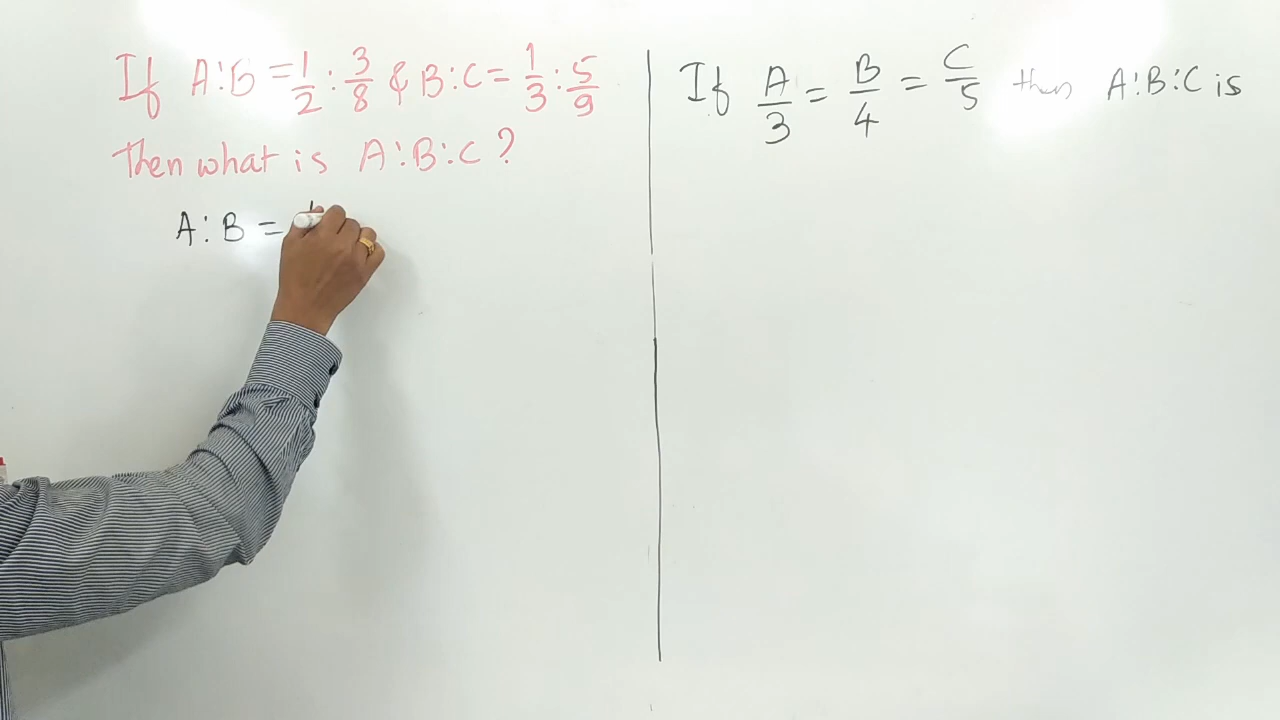 If A:B = 1/2 : 3/8 & B:C = 1/3 : 5/9
Then what is A:B:C ?
A:B =
If A/3 = B/4 = C/5 then A:B:C is